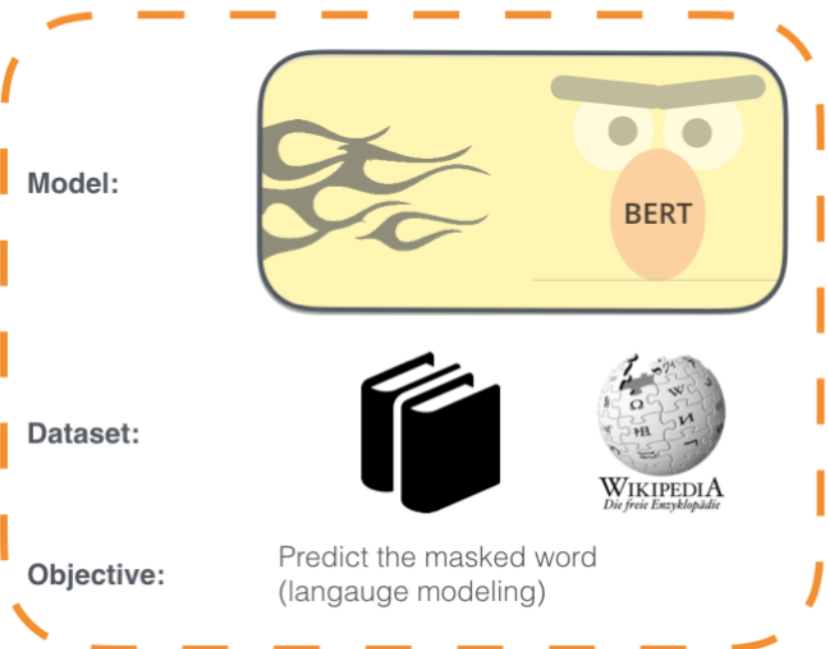 Model:
BERT
Dataset:
WIKIPEDIA
Die freie Enzyklopädie
Objective:
Predict the masked word
(langauge modeling)